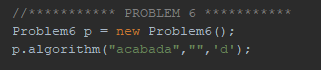 //*********** PROBLEM 6 ***********
Problem6 p = new Problem6();
p.algorithm("acabada","",'d');